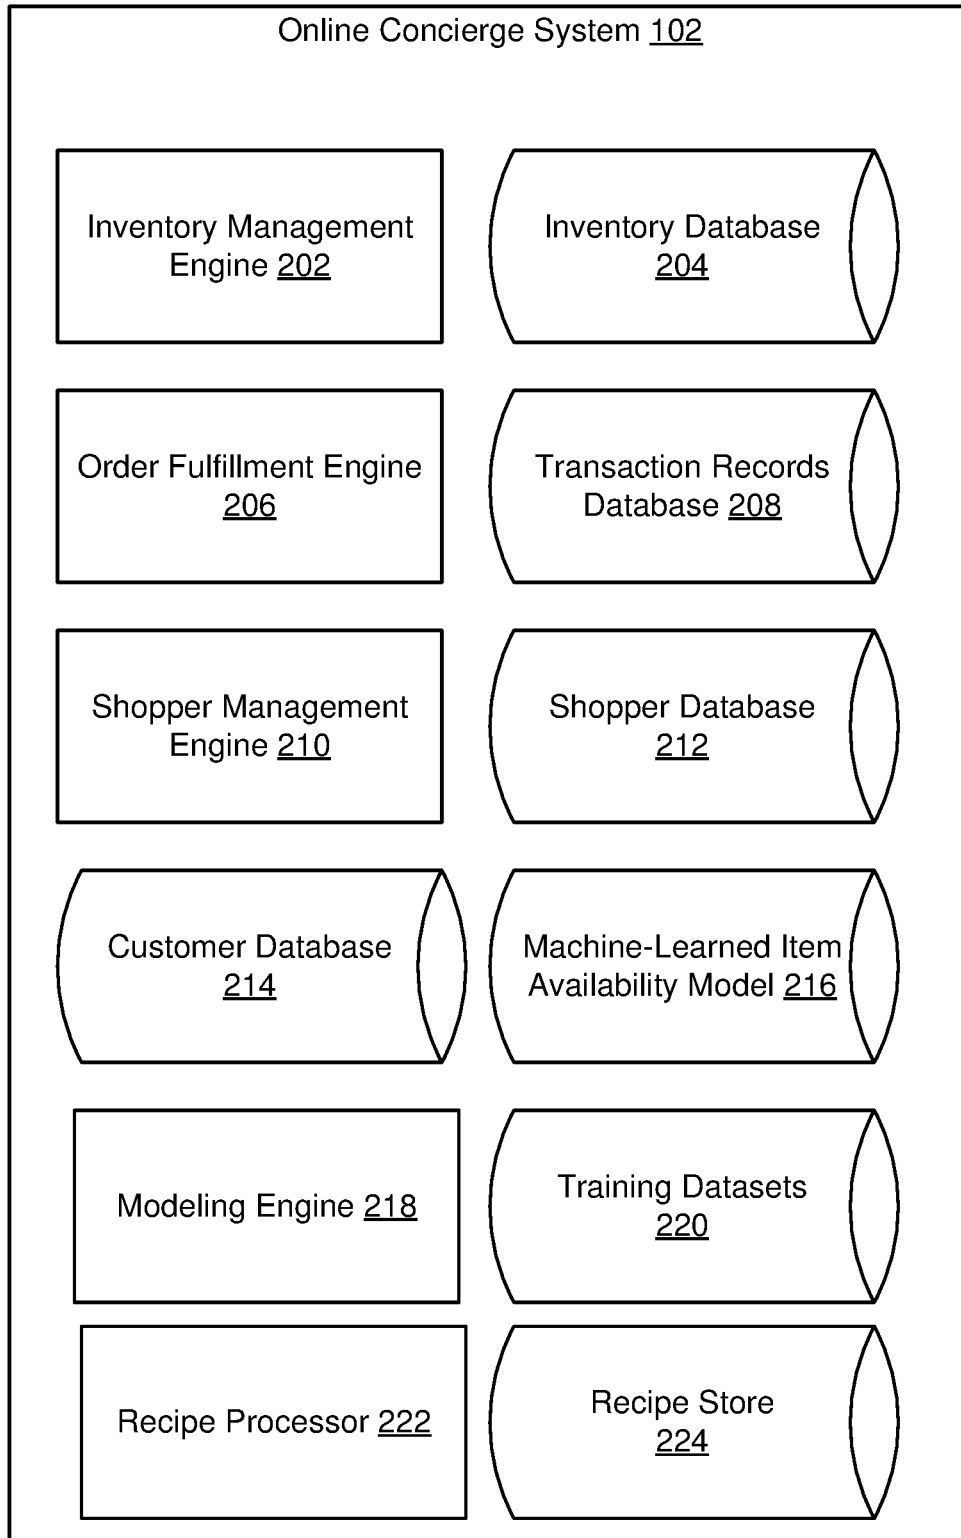 Online Concierge System 102
Inventory Management
Engine 202
Inventory Database
204
Order Fulfillment Engine
206
Transaction Records
Database 208
Shopper Management
Engine 210
Shopper Database
212
Customer Database
214
Machine-Learned Item
Availability Model 216
Modeling Engine 218
Training Datasets
220
Recipe Processor 222
Recipe Store
224